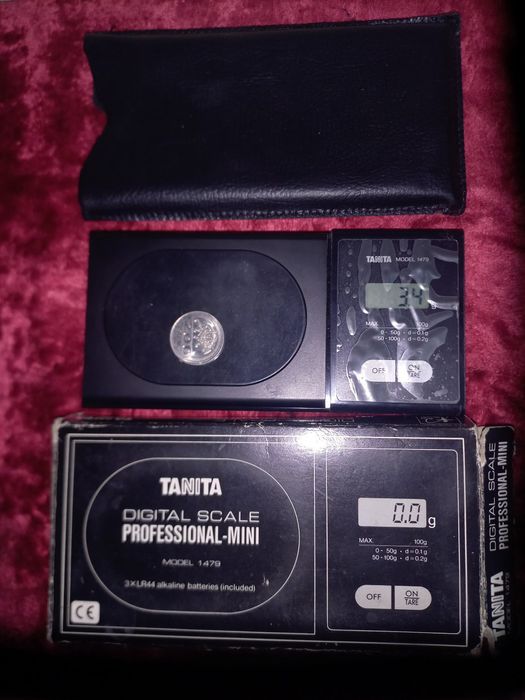 TANITA MODEL 1479
3.4 g
MAX. 100g
0 - 50g • d=0.1g
50-100g • d=0.2g
OFF
ON
TARE
TANITA
DIGITAL SCALE
PROFESSIONAL-MINI
MODEL 1479
3×LR44 alkaline batteries (included)
CE
0.0 g
MAX. 100g
0 - 50g • d=0.1g
50-100g • d=0.2g
OFF
ON
TARE
TANITA
MODEL 1479
DIGITAL SCALE
PROFESSIONAL-MINI